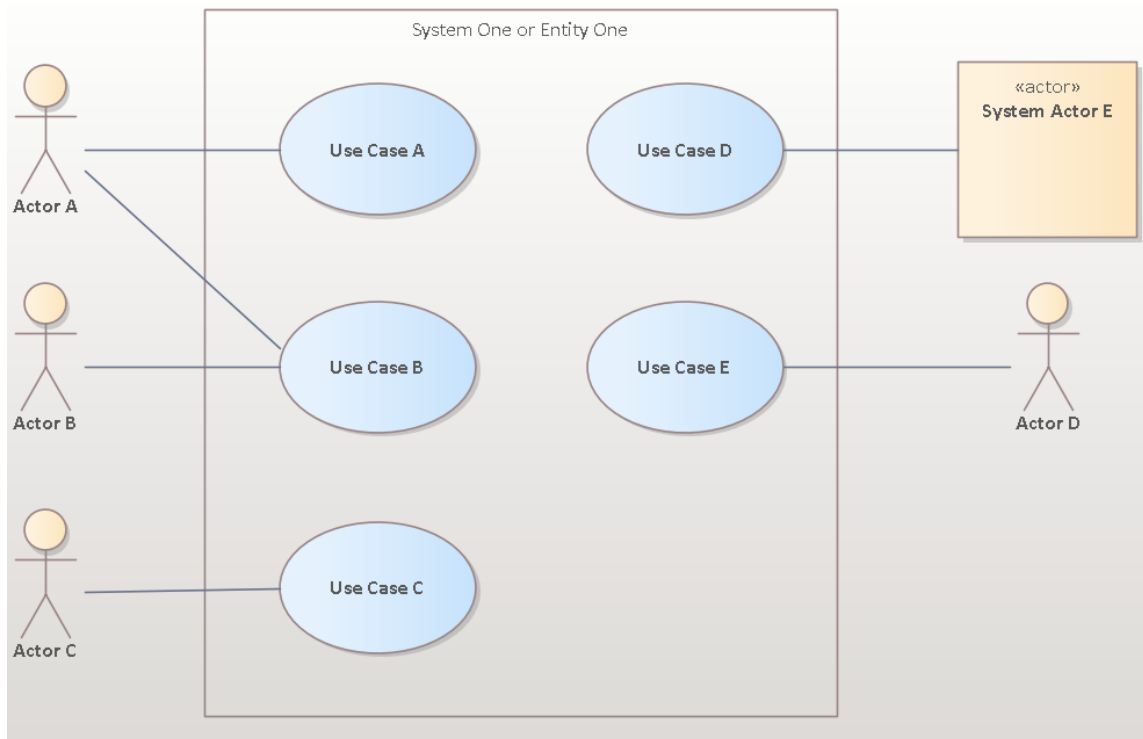 System One or Entity One
«actor»
System Actor E
Use Case A
Use Case D
Actor A
Use Case B
Use Case E
Actor B
Actor D
Use Case C
Actor C